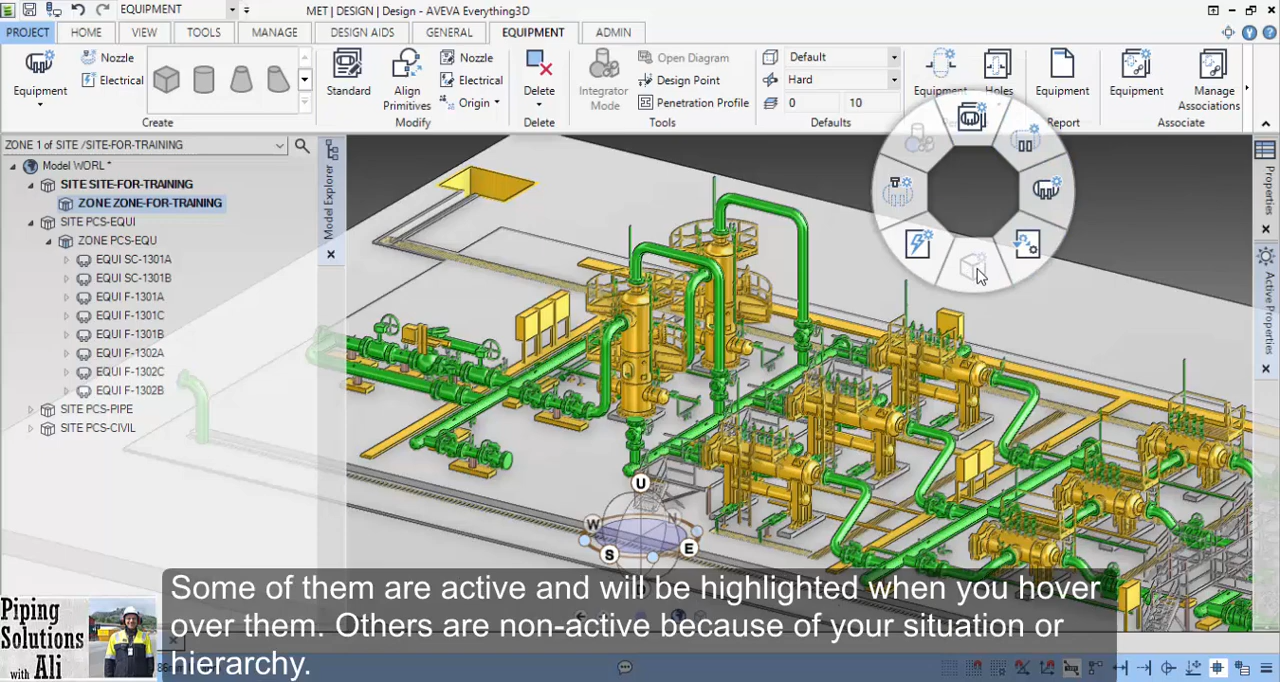 EQUIPMENT
MET | DESIGN | Design - AVEVA Everything3D
PROJECT HOME VIEW TOOLS MANAGE DESIGN AIDS GENERAL EQUIPMENT ADMIN
Equipment
Nozzle
Electrical
Create
Standard
Align Primitives
Nozzle
Electrical
Origin
Modify
Delete
Delete
Integrator Mode
Open Diagram
Design Point
Penetration Profile
Tools
Default
Hard
0 10
Defaults
Equipment
Holes
Equipment
Report
Equipment
Manage Associations
Associate
ZONE 1 of SITE /SITE-FOR-TRAINING
Model WORL *
SITE SITE-FOR-TRAINING
ZONE ZONE-FOR-TRAINING
SITE PCS-EQUI
ZONE PCS-EQU
EQUI SC-1301A
EQUI SC-1301B
EQUI F-1301A
EQUI F-1301C
EQUI F-1301B
EQUI F-1302A
EQUI F-1302C
EQUI F-1302B
SITE PCS-PIPE
SITE PCS-CIVIL
Model Explorer
Properties
Active Properties
U
N
W
S
E
Some of them are active and will be highlighted when you hover
over them. Others are non-active because of your situation or
hierarchy.
Piping
Solutions
with Ali